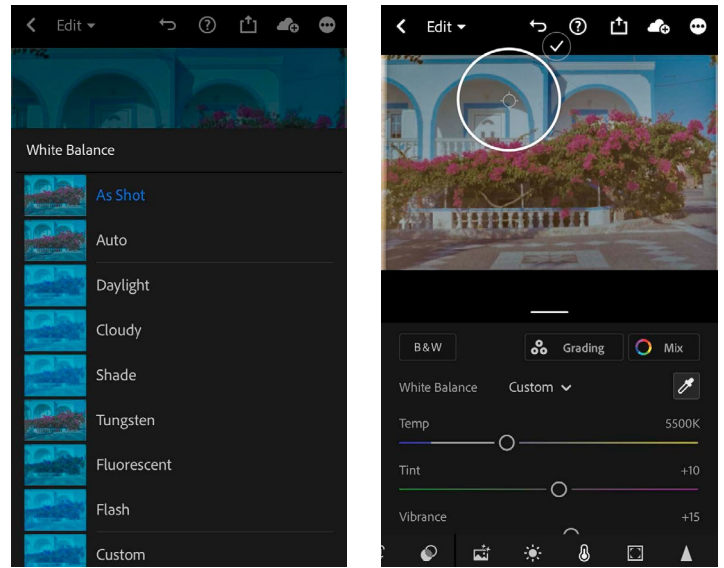 Edit
White Balance
As Shot
Auto
Daylight
Cloudy
Shade
Tungsten
Fluorescent
Flash
Custom
Edit
B&W
Grading
Mix
White Balance
Custom
Temp
5500K
Tint
+10
Vibrance
+15